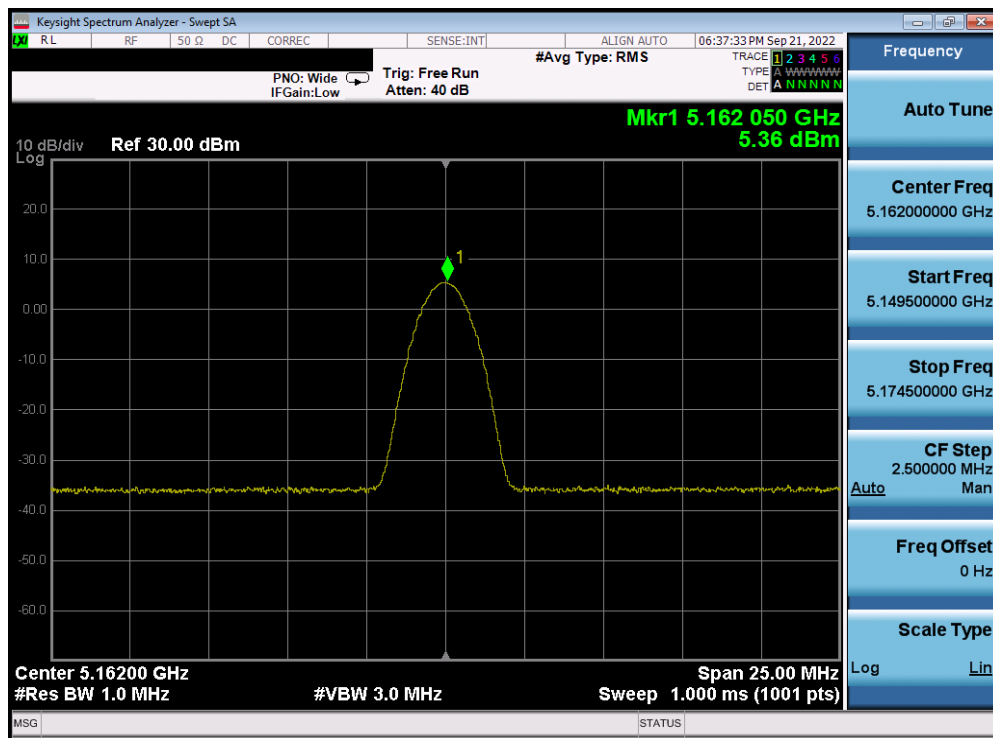 Keysight Spectrum Analyzer - Swept SA
LXI RL RF 50 Ω DC CORREC SENSE:INT ALIGN AUTO 06:37:33 PM Sep 21, 2022
#Avg Type: RMS TRACE 1 2 3 4 5 6
PNO: Wide Trig: Free Run TYPE A WWWWW
IFGain:Low Atten: 40 dB DET A N N N N N
Mkr1 5.162 050 GHz
5.36 dBm
10 dB/div Ref 30.00 dBm
Log
20.0
10.0
0.00
-10.0
-20.0
-30.0
-40.0
-50.0
-60.0
1
Center 5.16200 GHz Span 25.00 MHz
#Res BW 1.0 MHz #VBW 3.0 MHz Sweep 1.000 ms (1001 pts)
MSG STATUS
Frequency
Auto Tune
Center Freq
5.162000000 GHz
Start Freq
5.149500000 GHz
Stop Freq
5.174500000 GHz
CF Step
2.500000 MHz
Auto Man
Freq Offset
0 Hz
Scale Type
Log Lin